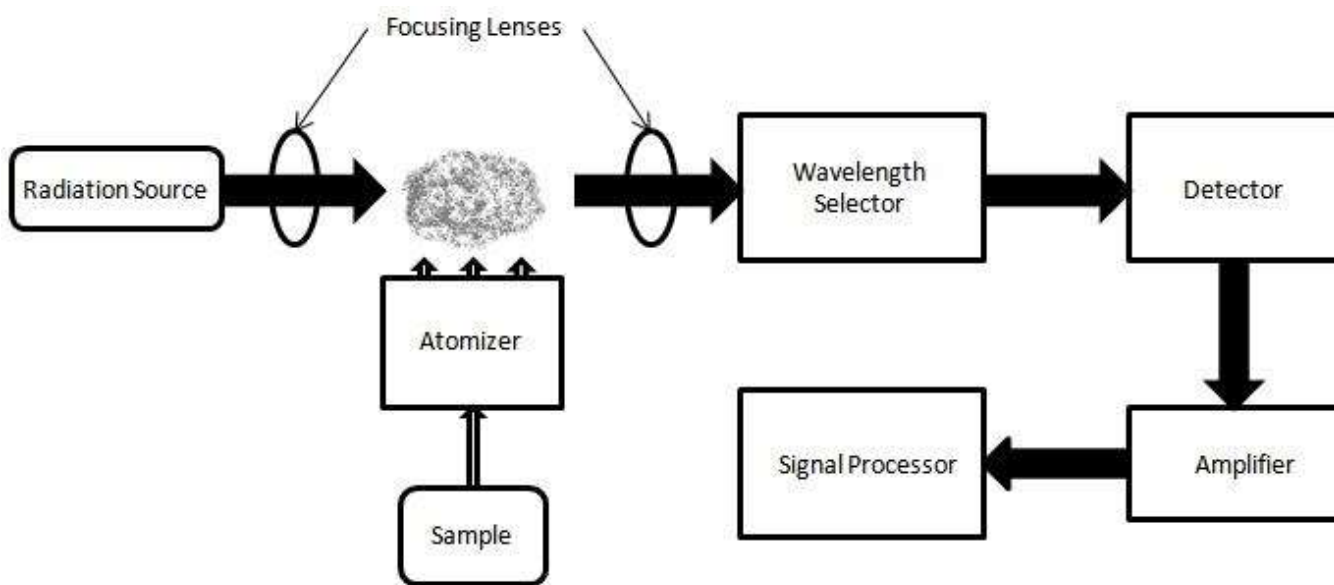 Focusing Lenses
Radiation Source
Wavelength
Selector
Detector
Atomizer
Signal Processor
Amplifier
Sample